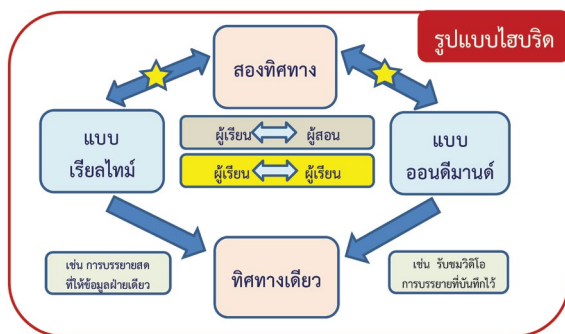 รูปแบบไฮบริด
สองทิศทาง
แบบ
เรียลไทม์
ผู้เรียน ผู้สอน
ผู้เรียน ผู้เรียน
แบบ
ออนดีมานด์
เช่น การบรรยายสด
ที่ให้ข้อมูลฝ่ายเดียว
ทิศทางเดียว
เช่น รับชมวิดิโอ
การบรรยายที่บันทึกไว้